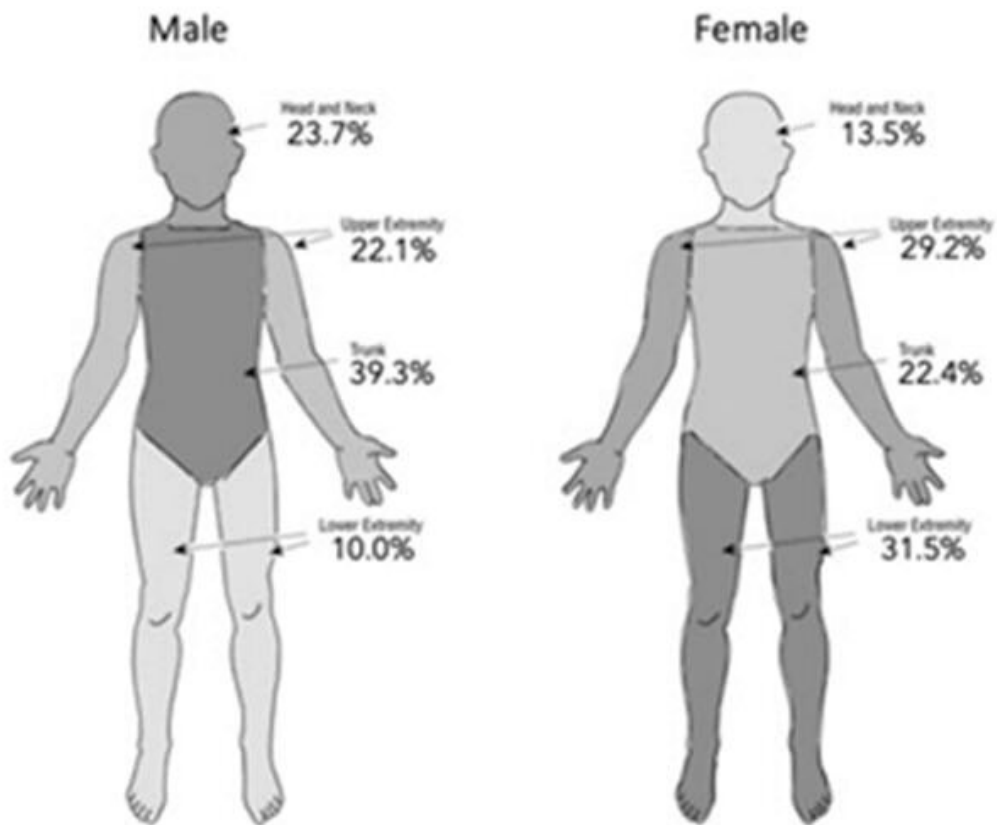 Male
Head and Neck
23.7%
Upper Extremity
22.1%
Trunk
39.3%
Lower Extremity
10.0%
Female
Head and Neck
13.5%
Upper Extremity
29.2%
Trunk
22.4%
Lower Extremity
31.5%